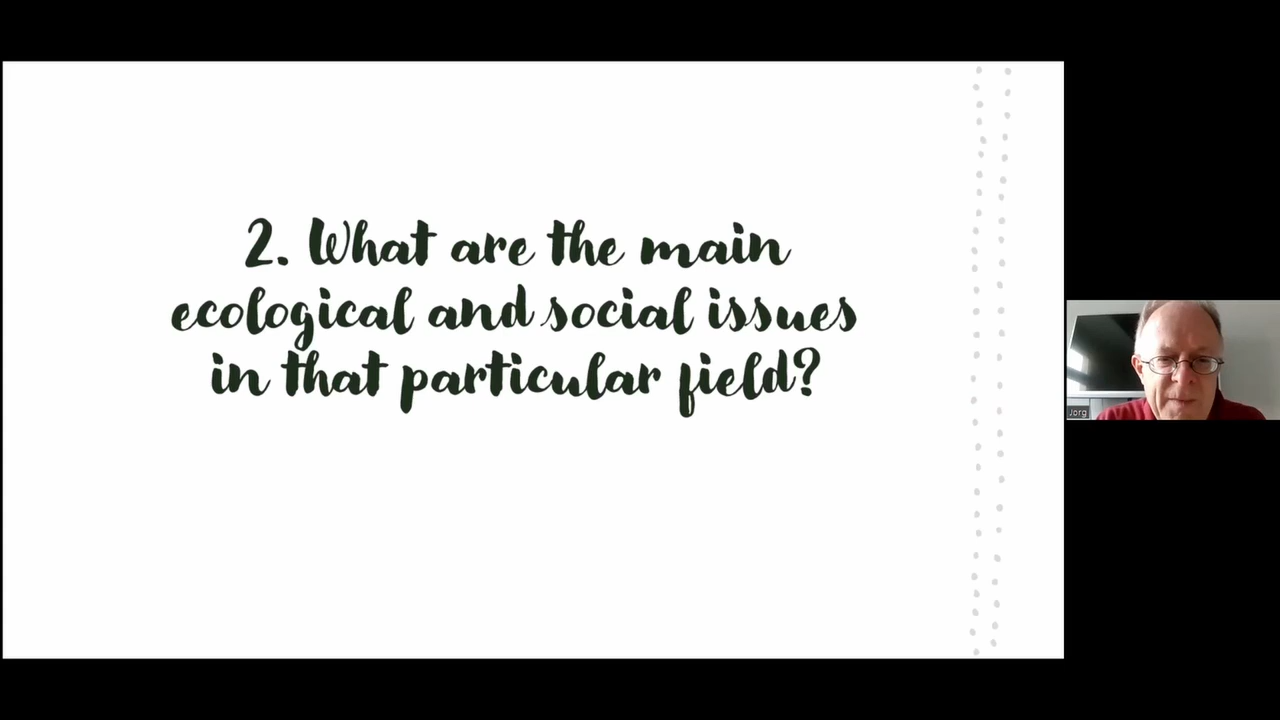 2. What are the main
ecological and social issues
in that particular field?
Jorg